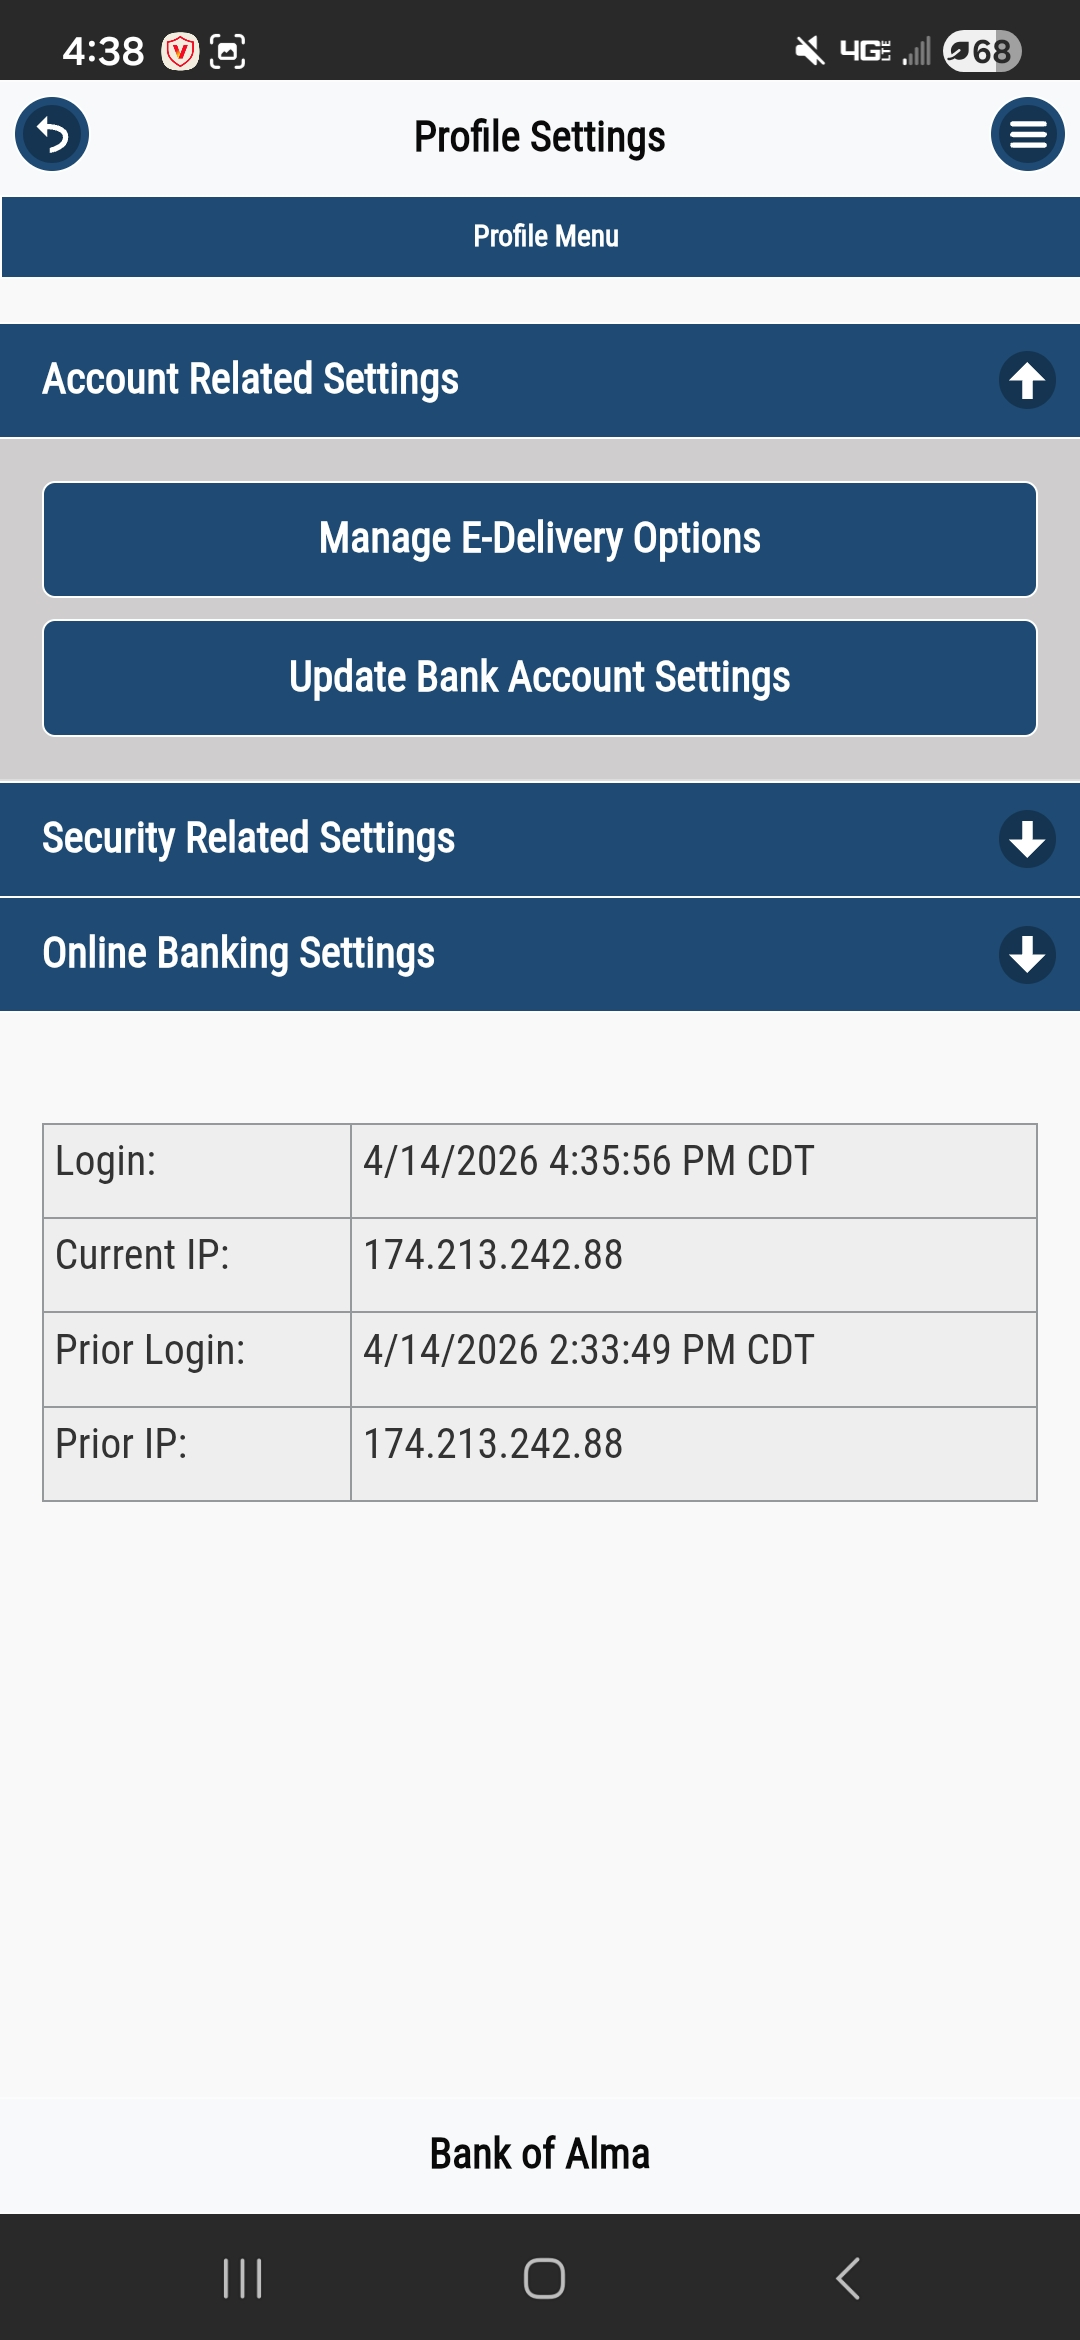 4:38 4G LTE 68
Profile Settings
Profile Menu
Account Related Settings
Manage E-Delivery Options
Update Bank Account Settings
Security Related Settings
Online Banking Settings
Login: 4/14/2026 4:35:56 PM CDT
Current IP: 174.213.242.88
Prior Login: 4/14/2026 2:33:49 PM CDT
Prior IP: 174.213.242.88
Bank of Alma